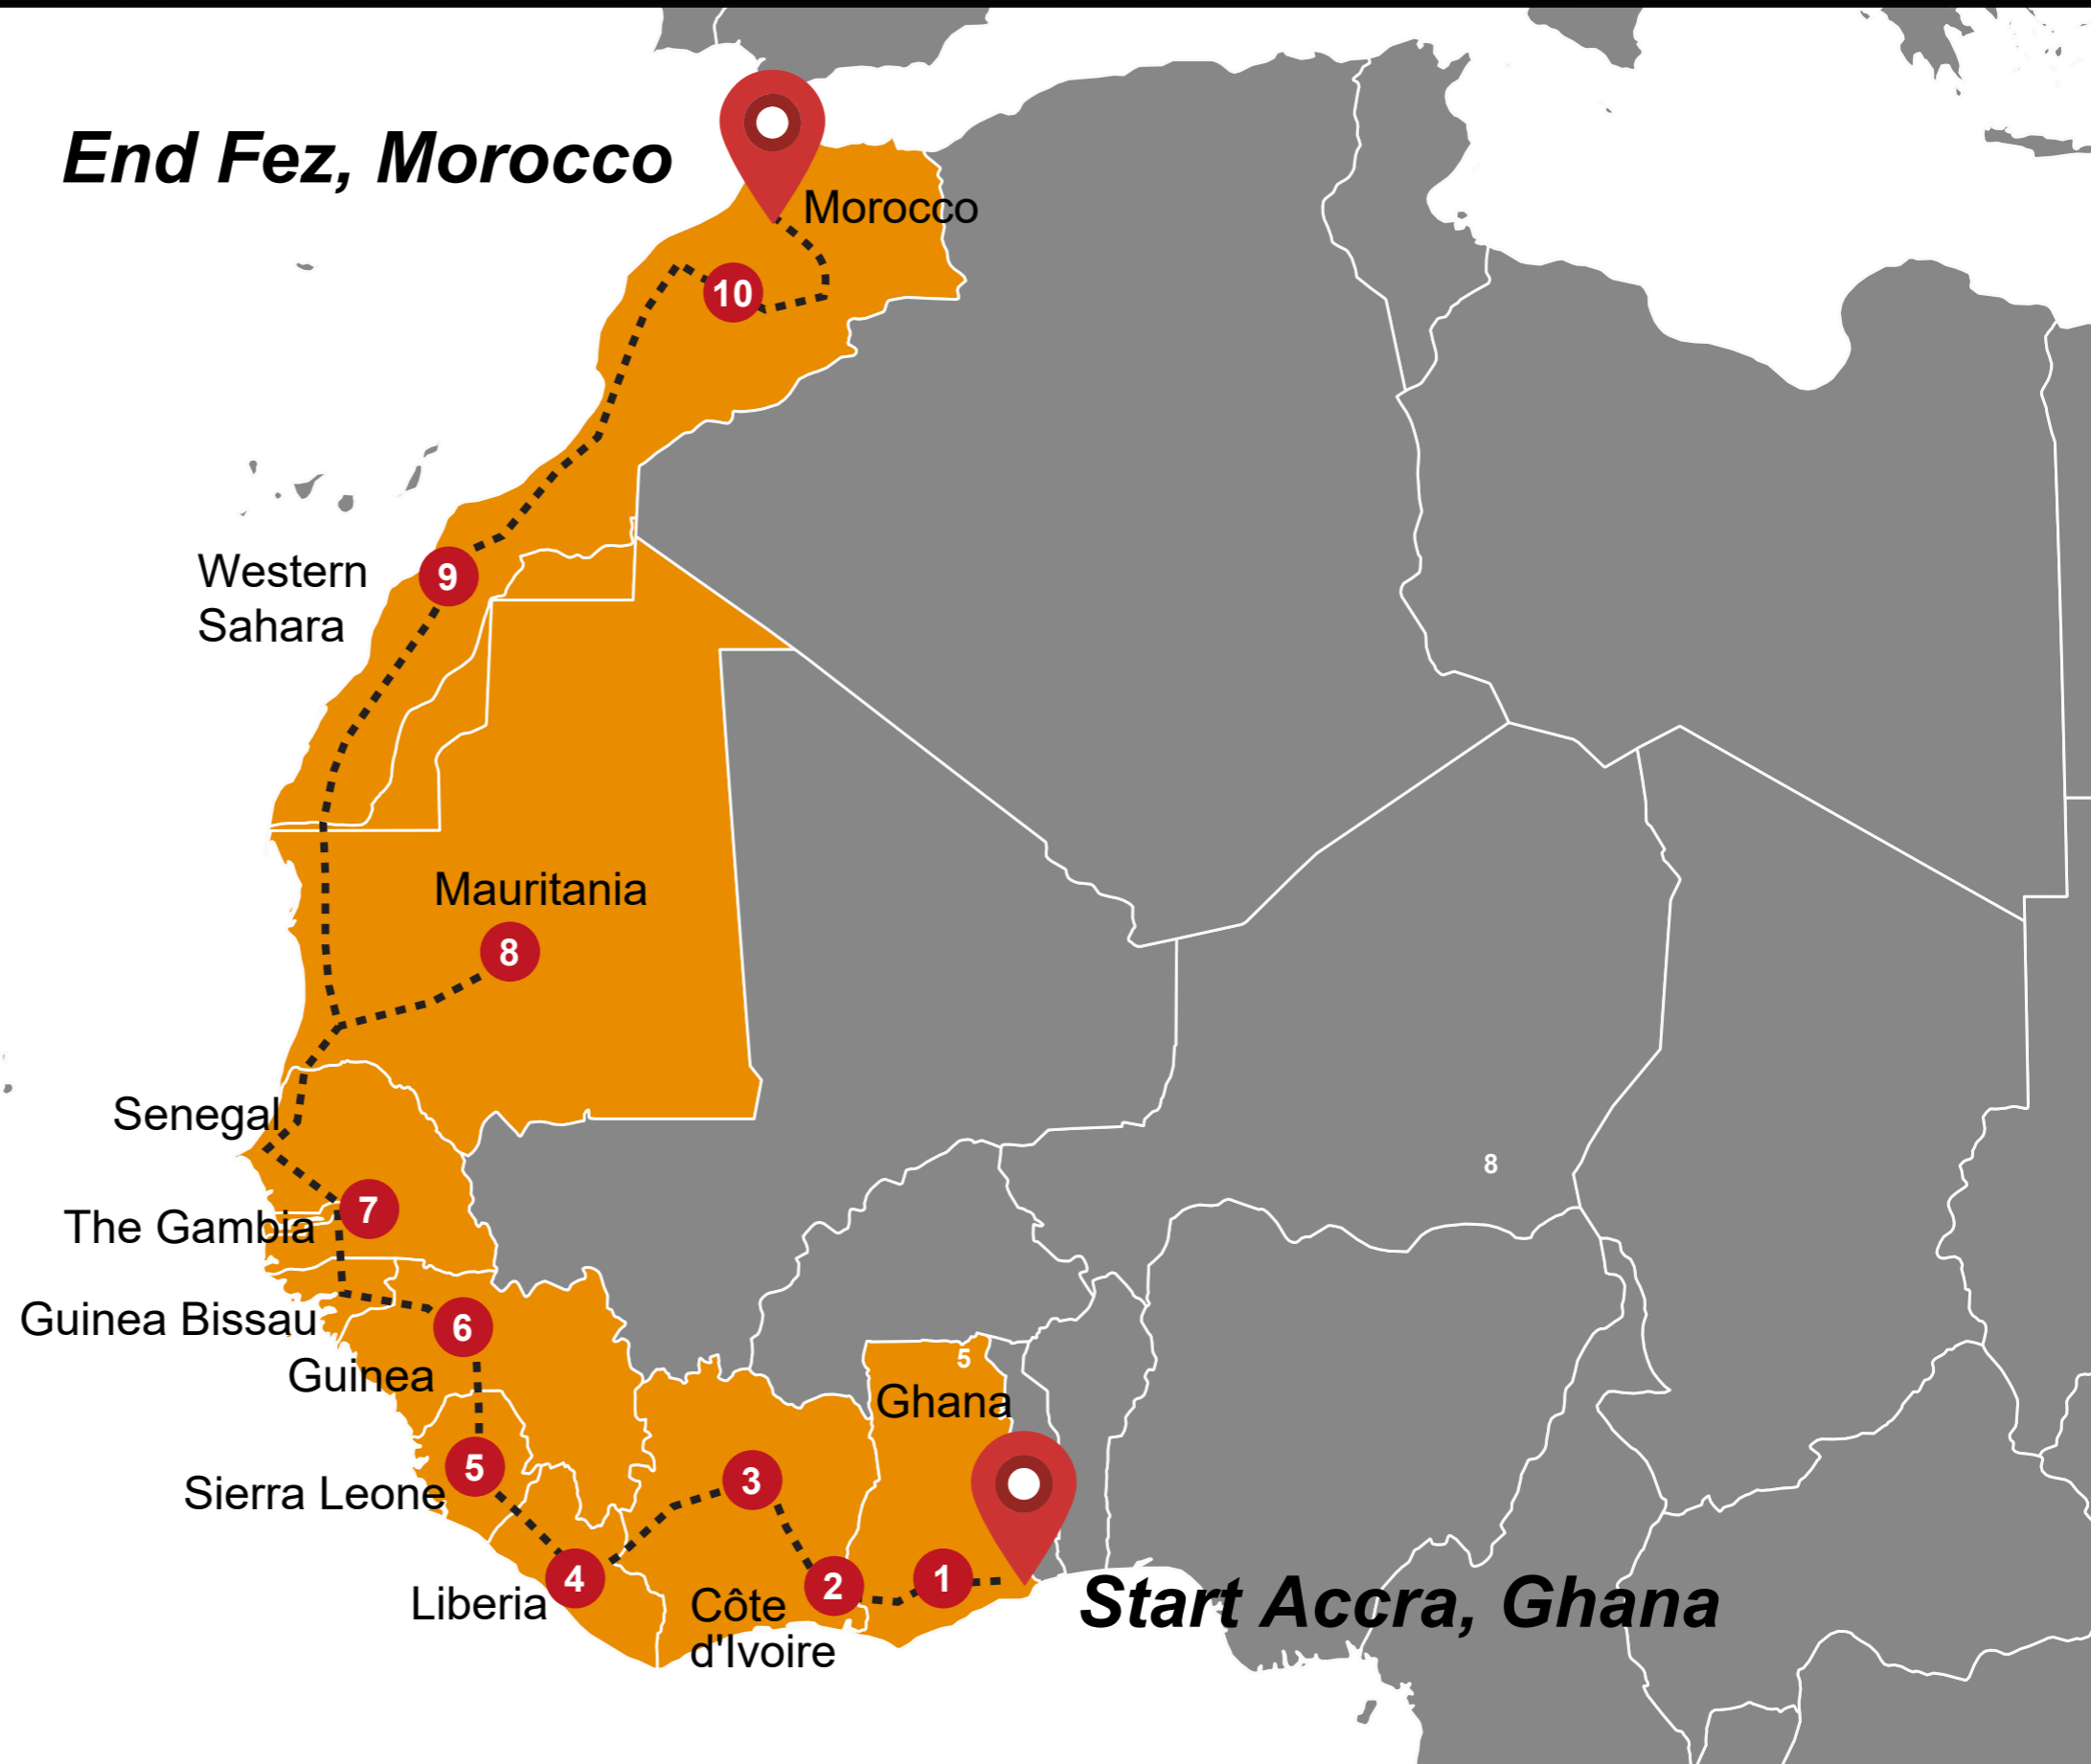 End Fez, Morocco
Morocco
10
Western
Sahara
9
Mauritania
8
Senegal
8
The Gambia
7
Guinea Bissau
6
Guinea
5
Ghana
Sierra Leone
5
3
Liberia
4
Côte
d'Ivoire
2
1
Start Accra, Ghana